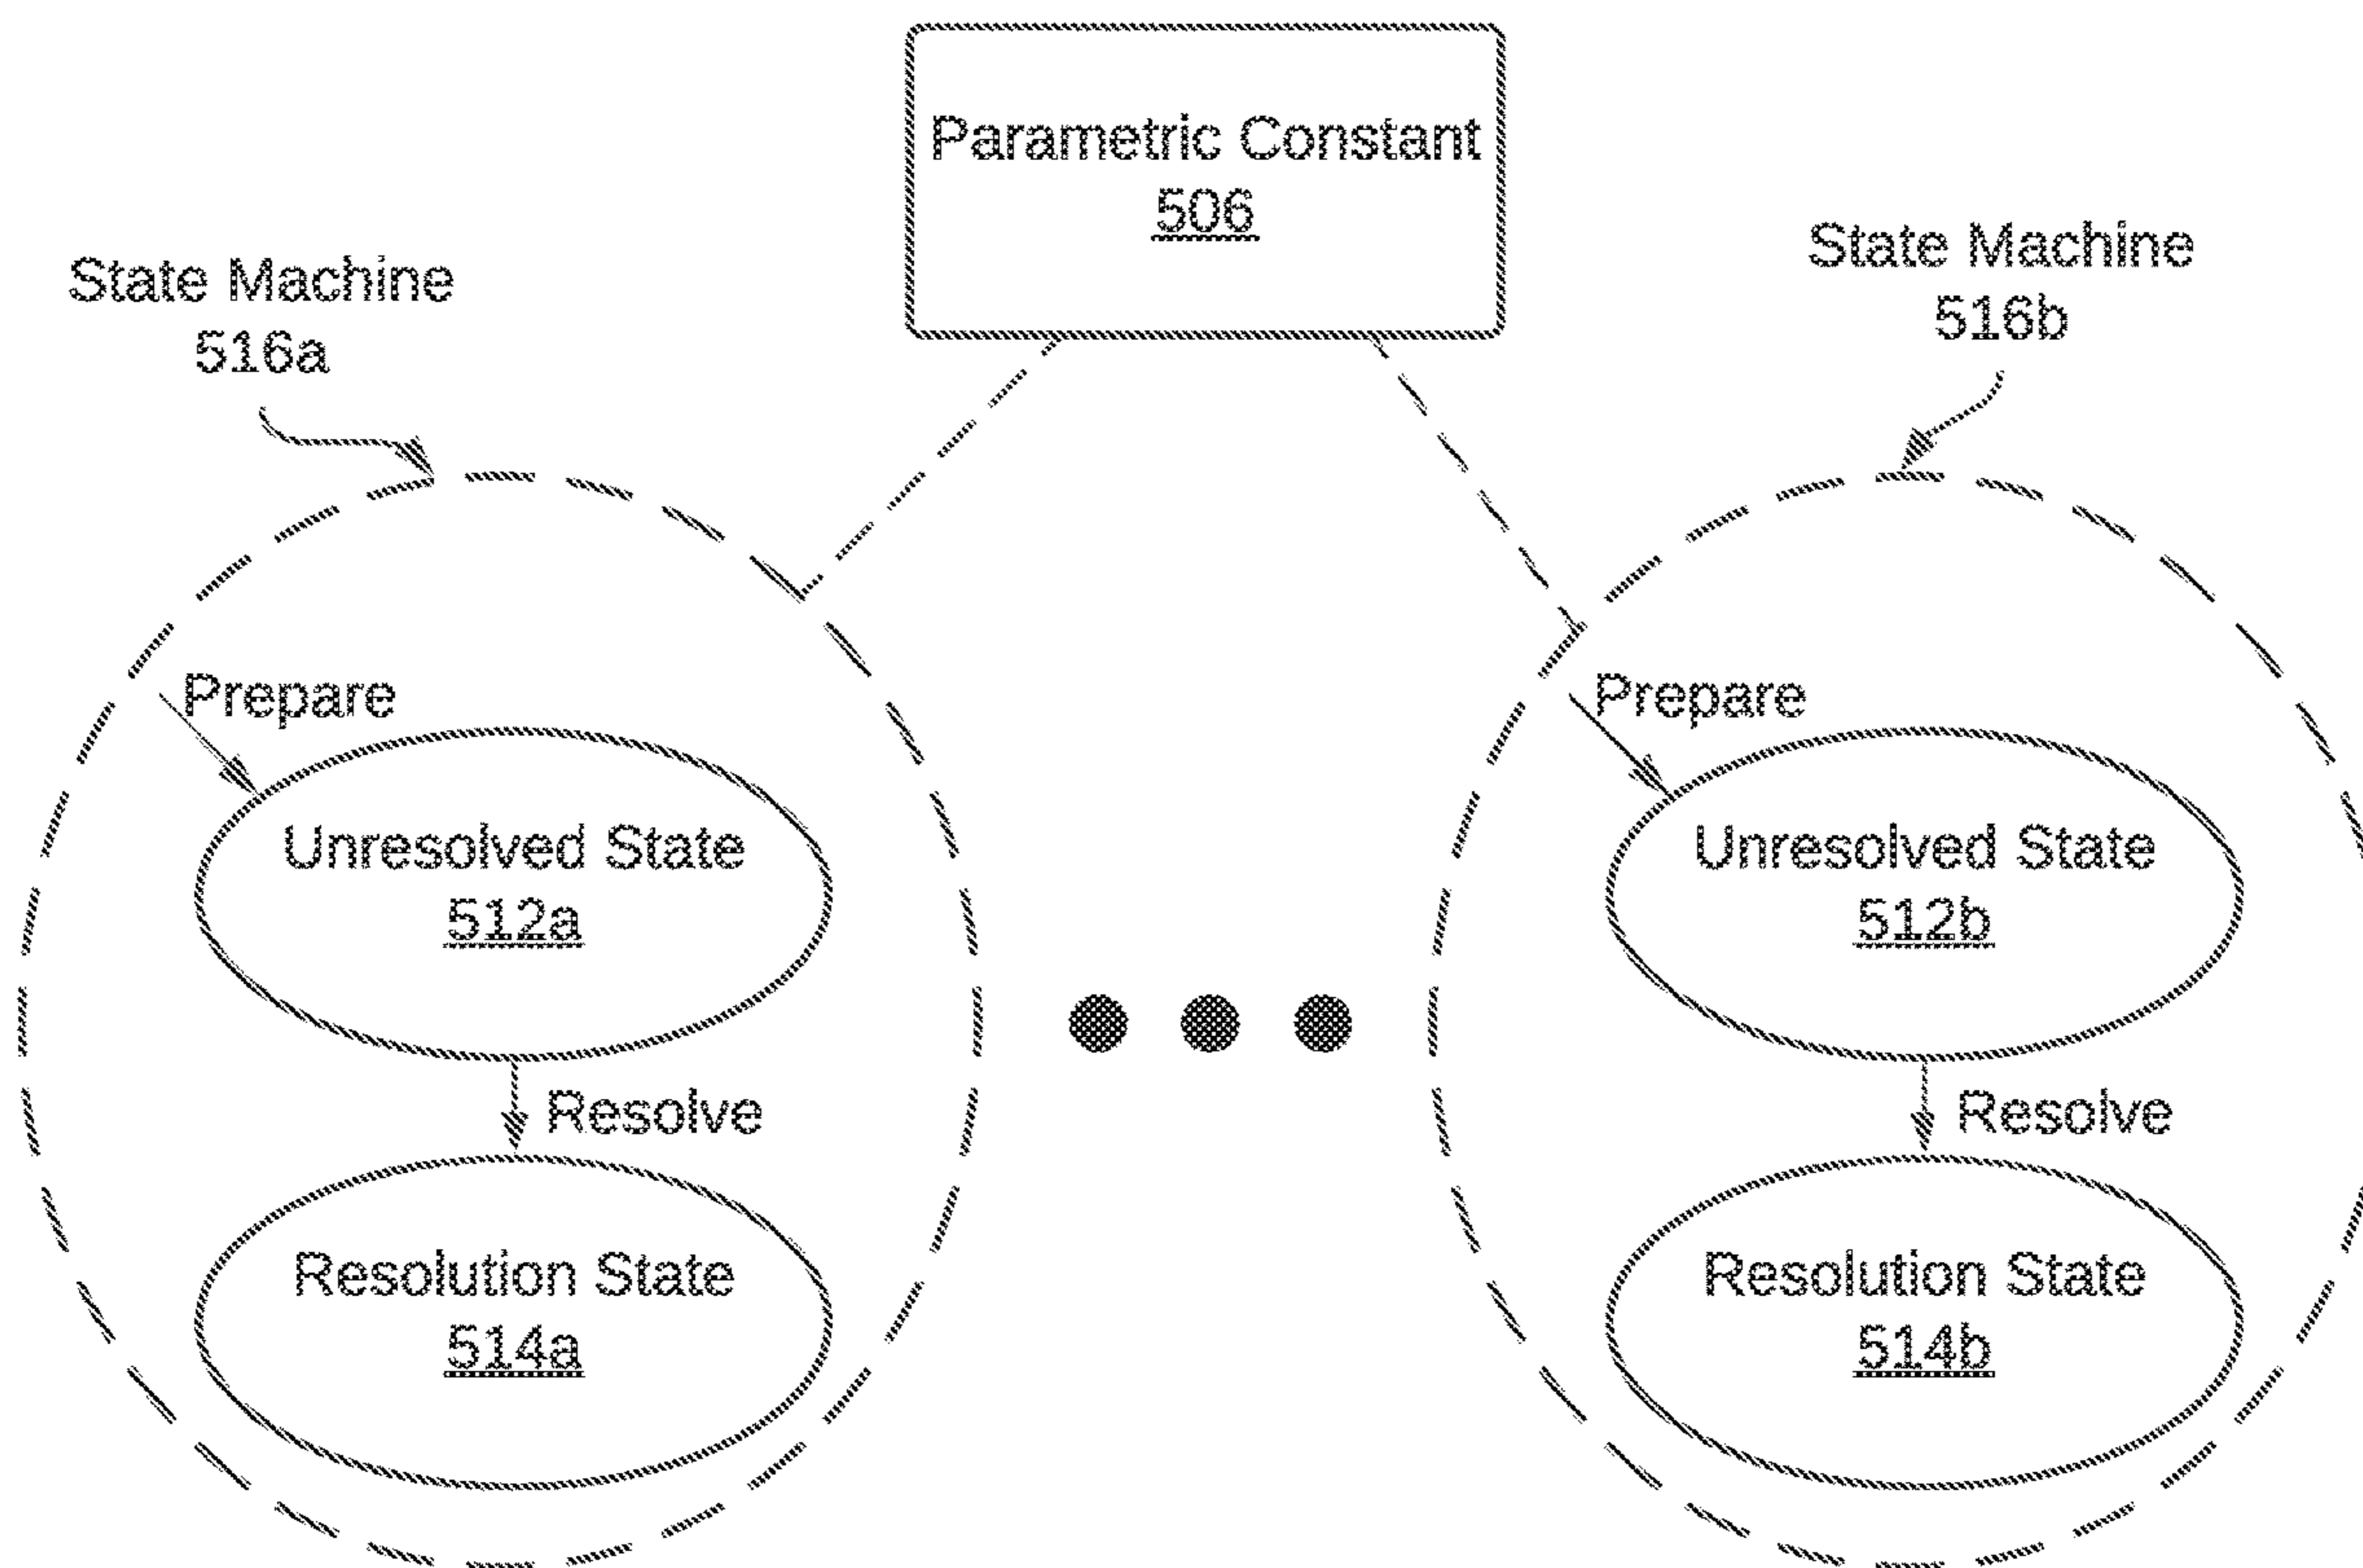 Parametric Constant
506
State Machine
516a
State Machine
516b
Prepare
Unresolved State
512a
Resolve
Resolution State
514a
Prepare
Unresolved State
512b
Resolve
Resolution State
514b